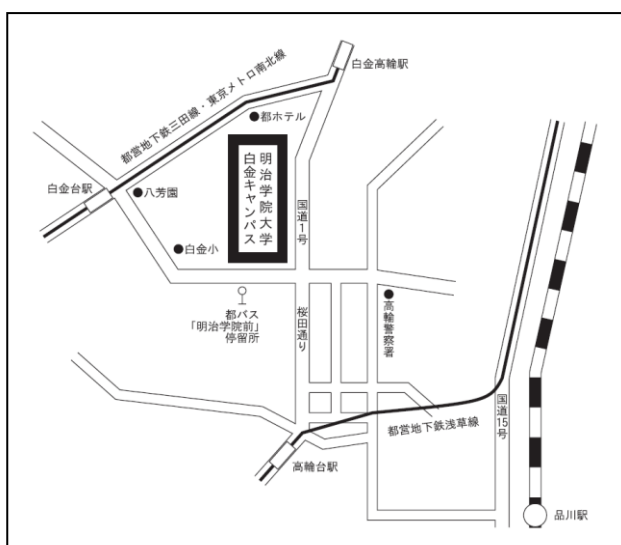 白金高輪駅
都営地下鉄三田線・東京メトロ南北線
都ホテル
明治学院大学
白金キャンパス
白金台駅
八芳園
国道1号
白金小
都バス
「明治学院前」
停留所
桜田通り
高輪警察署
都営地下鉄浅草線
国道15号
高輪台駅
品川駅